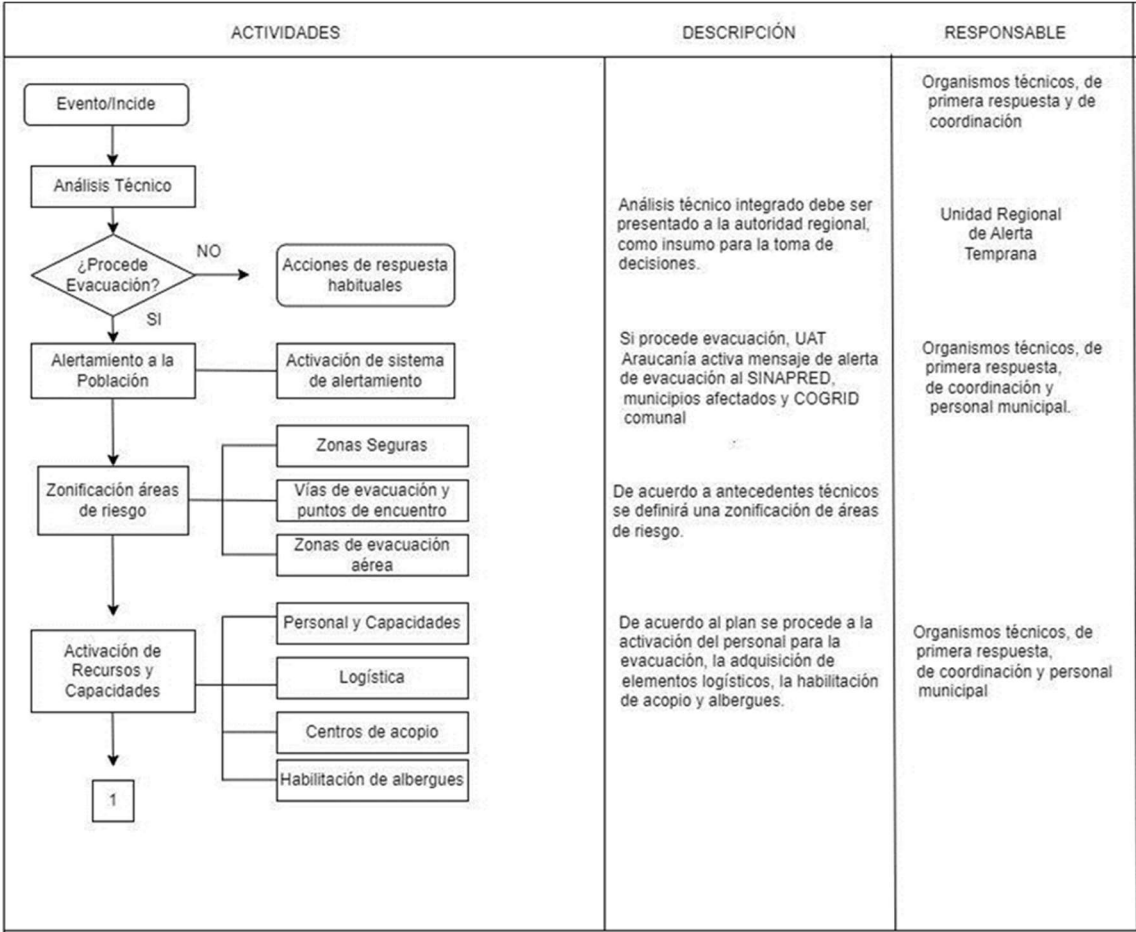 ACTIVIDADES
DESCRIPCIÓN
RESPONSABLE
Evento/Incide
Organismos técnicos, de
primera respuesta y de
coordinación
Análisis Técnico
Análisis técnico integrado debe ser
presentado a la autoridad regional,
como insumo para la toma de
decisiones.
Unidad Regional
de Alerta
Temprana
¿Procede
Evacuación?
NO
Acciones de respuesta
habituales
SI
Alertamiento a la
Población
Activación de sistema
de alertamiento
Si procede evacuación, UAT
Araucanía activa mensaje de alerta
de evacuación al SINAPRED,
municipios afectados y COGRID
comunal
Organismos técnicos, de
primera respuesta,
de coordinación y
personal municipal.
Zonificación áreas
de riesgo
Zonas Seguras
Vías de evacuación y
puntos de encuentro
Zonas de evacuación
aérea
De acuerdo a antecedentes técnicos
se definirá una zonificación de áreas
de riesgo.
Activación de
Recursos y
Capacidades
Personal y Capacidades
Logística
Centros de acopio
Habilitación de albergues
De acuerdo al plan se procede a la
activación del personal para la
evacuación, la adquisición de
elementos logísticos, la habilitación
de acopio y albergues.
Organismos técnicos, de
primera respuesta,
de coordinación y personal
municipal
1